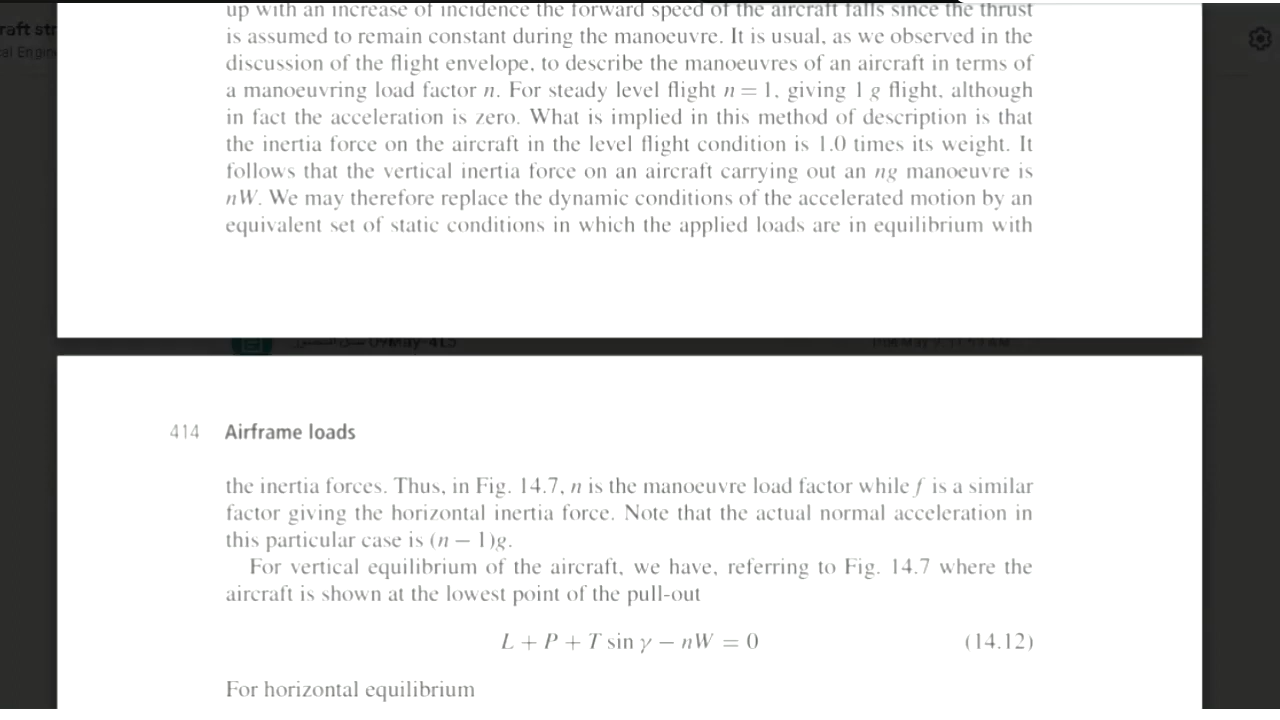 up with an increase of incidence the forward speed of the aircraft falls since the thrust
raft str
is assumed to remain constant during the manoeuvre. It is usual, as we observed in the
discussion of the flight envelope, to describe the manoeuvres of an aircraft in terms of
a manoeuvring load factor n. For steady level flight n = 1, giving 1 g flight, although
in fact the acceleration is zero. What is implied in this method of description is that
the inertia force on the aircraft in the level flight condition is 1.0 times its weight. It
follows that the vertical inertia force on an aircraft carrying out an ng manoeuvre is
nW. We may therefore replace the dynamic conditions of the accelerated motion by an
equivalent set of static conditions in which the applied loads are in equilibrium with
414 Airframe loads
the inertia forces. Thus, in Fig. 14.7, n is the manoeuvre load factor while f is a similar
factor giving the horizontal inertia force. Note that the actual normal acceleration in
this particular case is (n − 1)g.
For vertical equilibrium of the aircraft, we have, referring to Fig. 14.7 where the
aircraft is shown at the lowest point of the pull-out
L + P + T sin γ − nW = 0 (14.12)
For horizontal equilibrium